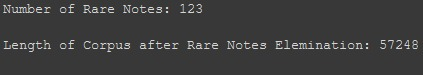 Number of Rare Notes: 123
Length of Corpus after Rare Notes Elemination: 57248